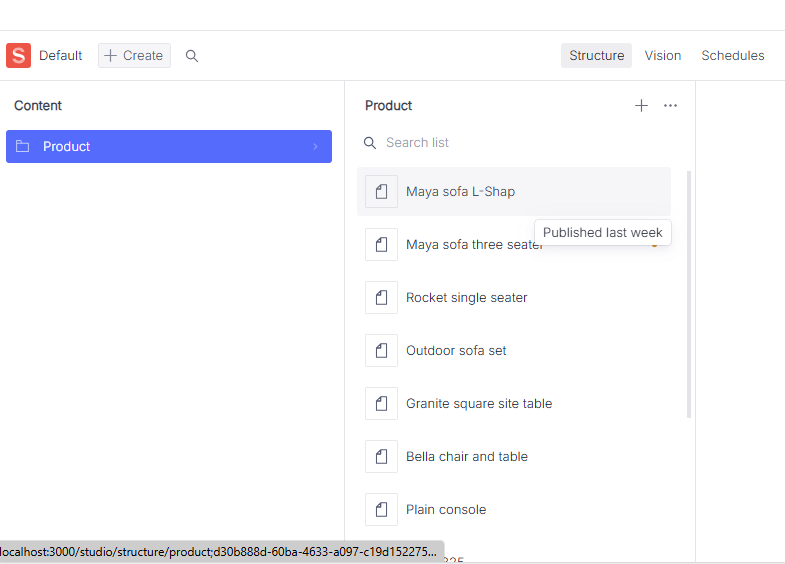 S Default + Create Structure Vision Schedules
Content
Product
Product
Search list
Maya sofa L-Shap
Published last week
Maya sofa three seater
Rocket single seater
Outdoor sofa set
Granite square site table
Bella chair and table
Plain console
localhost:3000/studio/structure/product;d30b888d-60ba-4633-a097-c19d152275...